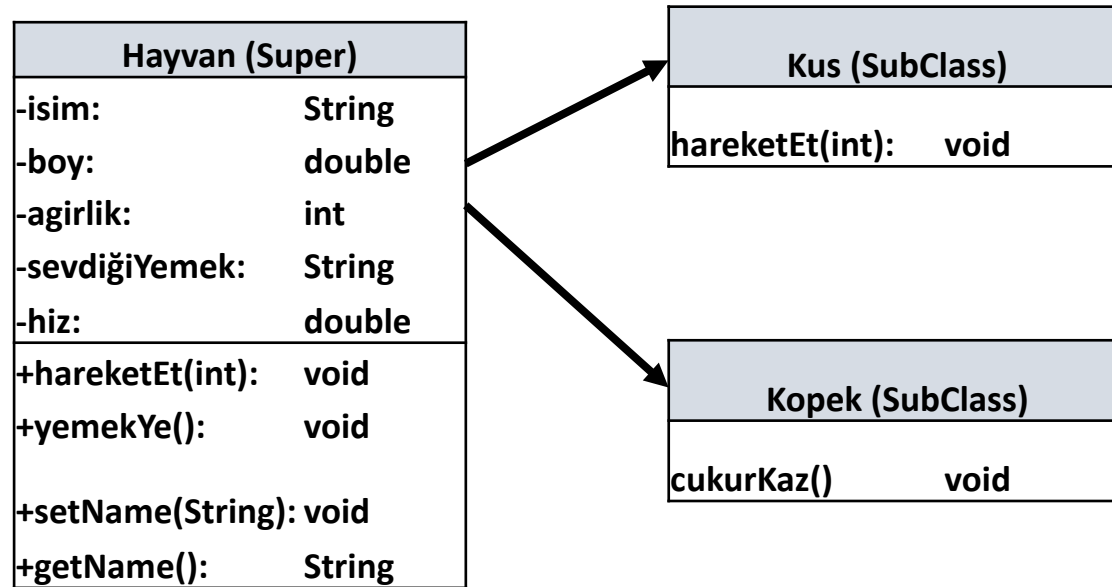 Hayvan (Super)
-isim: String
-boy: double
-agirlik: int
-sevdiğiYemek: String
-hiz: double
+hareketEt(int): void
+yemekYe(): void
+setName(String): void
+getName(): String
Kus (SubClass)
hareketEt(int): void
Kopek (SubClass)
cukurKaz() void